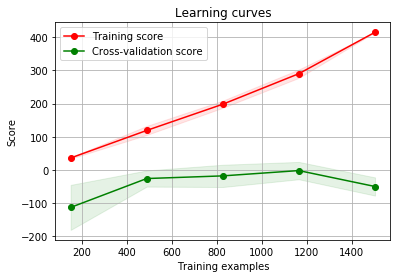 Learning curves
Training score
Cross-validation score
400
300
200
100
0
−100
−200
Score
200 400 600 800 1000 1200 1400
Training examples